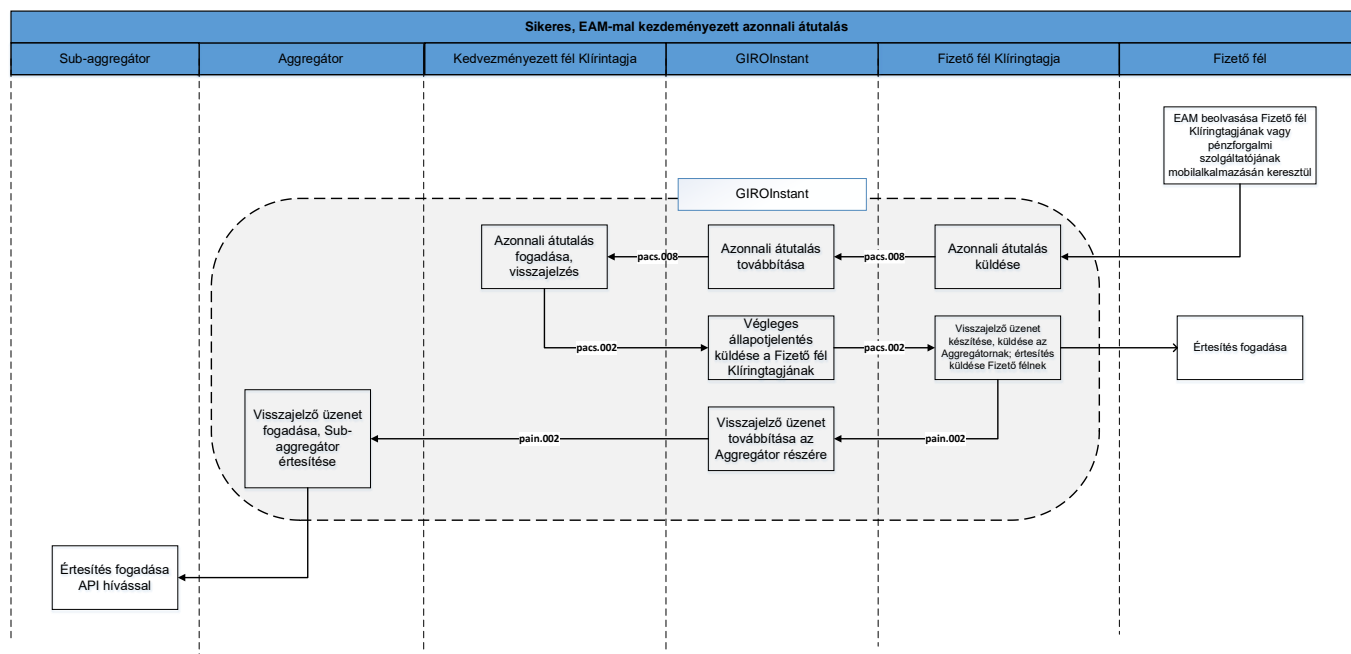 Sikeres, EAM-mal kezdeményezett azonnali átutalás
Sub-aggregátor
Aggregátor
Kedvezményezett fél Klírintagja
GIROInstant
Fizető fél Klíringtagja
Fizető fél
EAM beolvasása Fizető fél
Klíringtagjának vagy
pénzforgalmi
szolgáltatójának
mobilalkalmazásán keresztül
GIROInstant
Azonnali átutalás
fogadása,
visszajelzés
pacs.008
Azonnali átutalás
továbbítása
pacs.008
Azonnali átutalás
küldése
pacs.002
Végleges
állapotjelentés
küldése a Fizető fél
Klíringtagjának
pacs.002
Visszajelző üzenet
készítése, küldése az
Aggregátornak; értesítés
küldése Fizető félnek
Értesítés fogadása
Visszajelző üzenet
fogadása, Sub-
aggregátor
értesítése
pain.002
Visszajelző üzenet
továbbítása az
Aggregátor részére
pain.002
Értesítés fogadása
API hívással